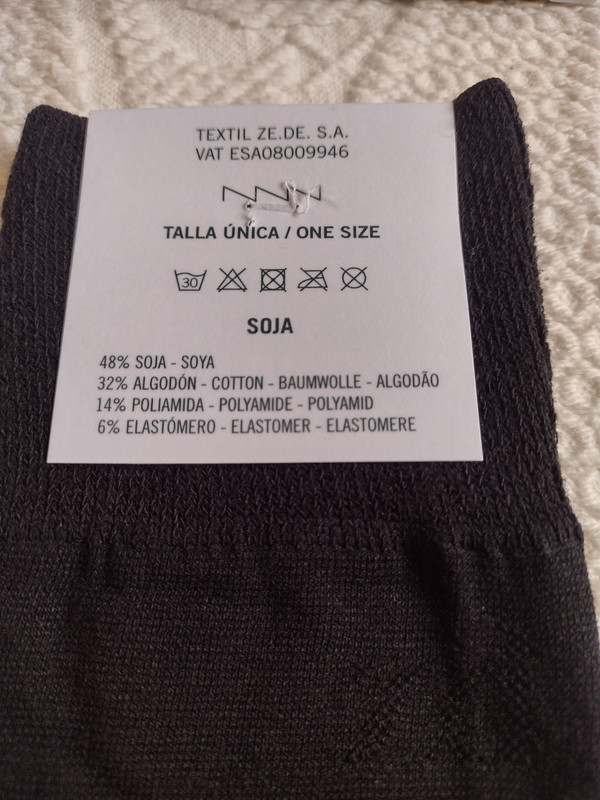 TEXTIL ZE.DE. S.A.
VAT ESA08009946
TALLA ÚNICA / ONE SIZE
30
SOJA
48% SOJA - SOYA
32% ALGODÓN - COTTON - BAUMWOLLE - ALGODÃO
14% POLIAMIDA - POLYAMIDE - POLYAMID
6% ELASTÓMERO - ELASTOMER - ELASTOMERE